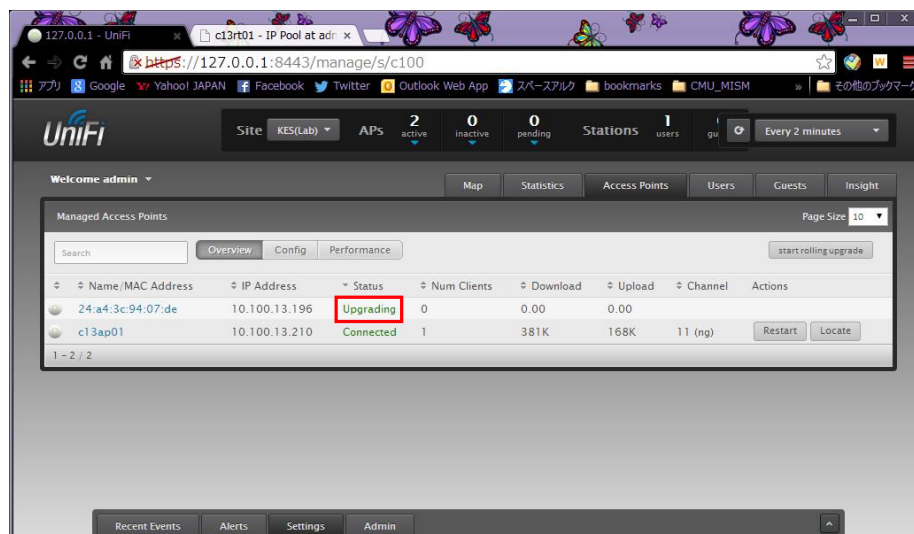 127.0.0.1 - UniFi
c13rt01 - IP Pool at adm
https://127.0.0.1:8443/manage/s/c100
アプリ Google Yahoo! JAPAN Facebook Twitter Outlook Web App スペースアルク bookmarks CMU_MISM » その他のブックマーク
UniFi
Site KES(Lab) APs 2 active 0 inactive 0 pending Stations 1 users gu Every 2 minutes
Welcome admin
Map Statistics Access Points Users Guests Insight
Managed Access Points Page Size 10
Search Overview Config Performance start rolling upgrade
Name/MAC Address IP Address Status Num Clients Download Upload Channel Actions
24:a4:3c:94:07:de 10.100.13.196 Upgrading 0 0.00 0.00
c13ap01 10.100.13.210 Connected 1 381K 168K 11 (ng) Restart Locate
1 - 2 / 2
Recent Events Alerts Settings Admin